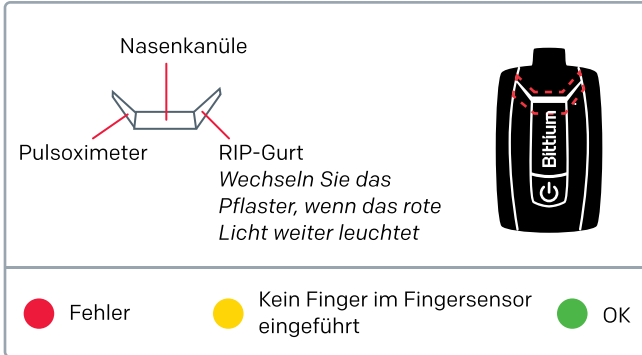 Nasenkanüle
Pulsoximeter
RIP-Gurt
Wechseln Sie das
Pflaster, wenn das rote
Licht weiter leuchtet
Bittium
Fehler
Kein Finger im Fingersensor
eingeführt
OK